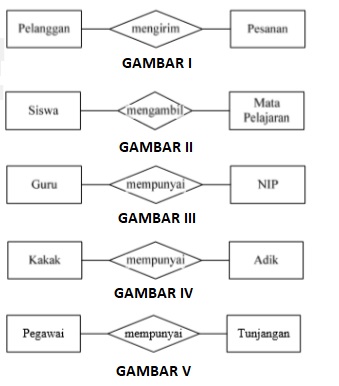 Pelanggan mengirim Pesanan
GAMBAR I
Siswa mengambil Mata
Pelajaran
GAMBAR II
Guru mempunyai NIP
GAMBAR III
Kakak mempunyai Adik
GAMBAR IV
Pegawai mempunyai Tunjangan
GAMBAR V